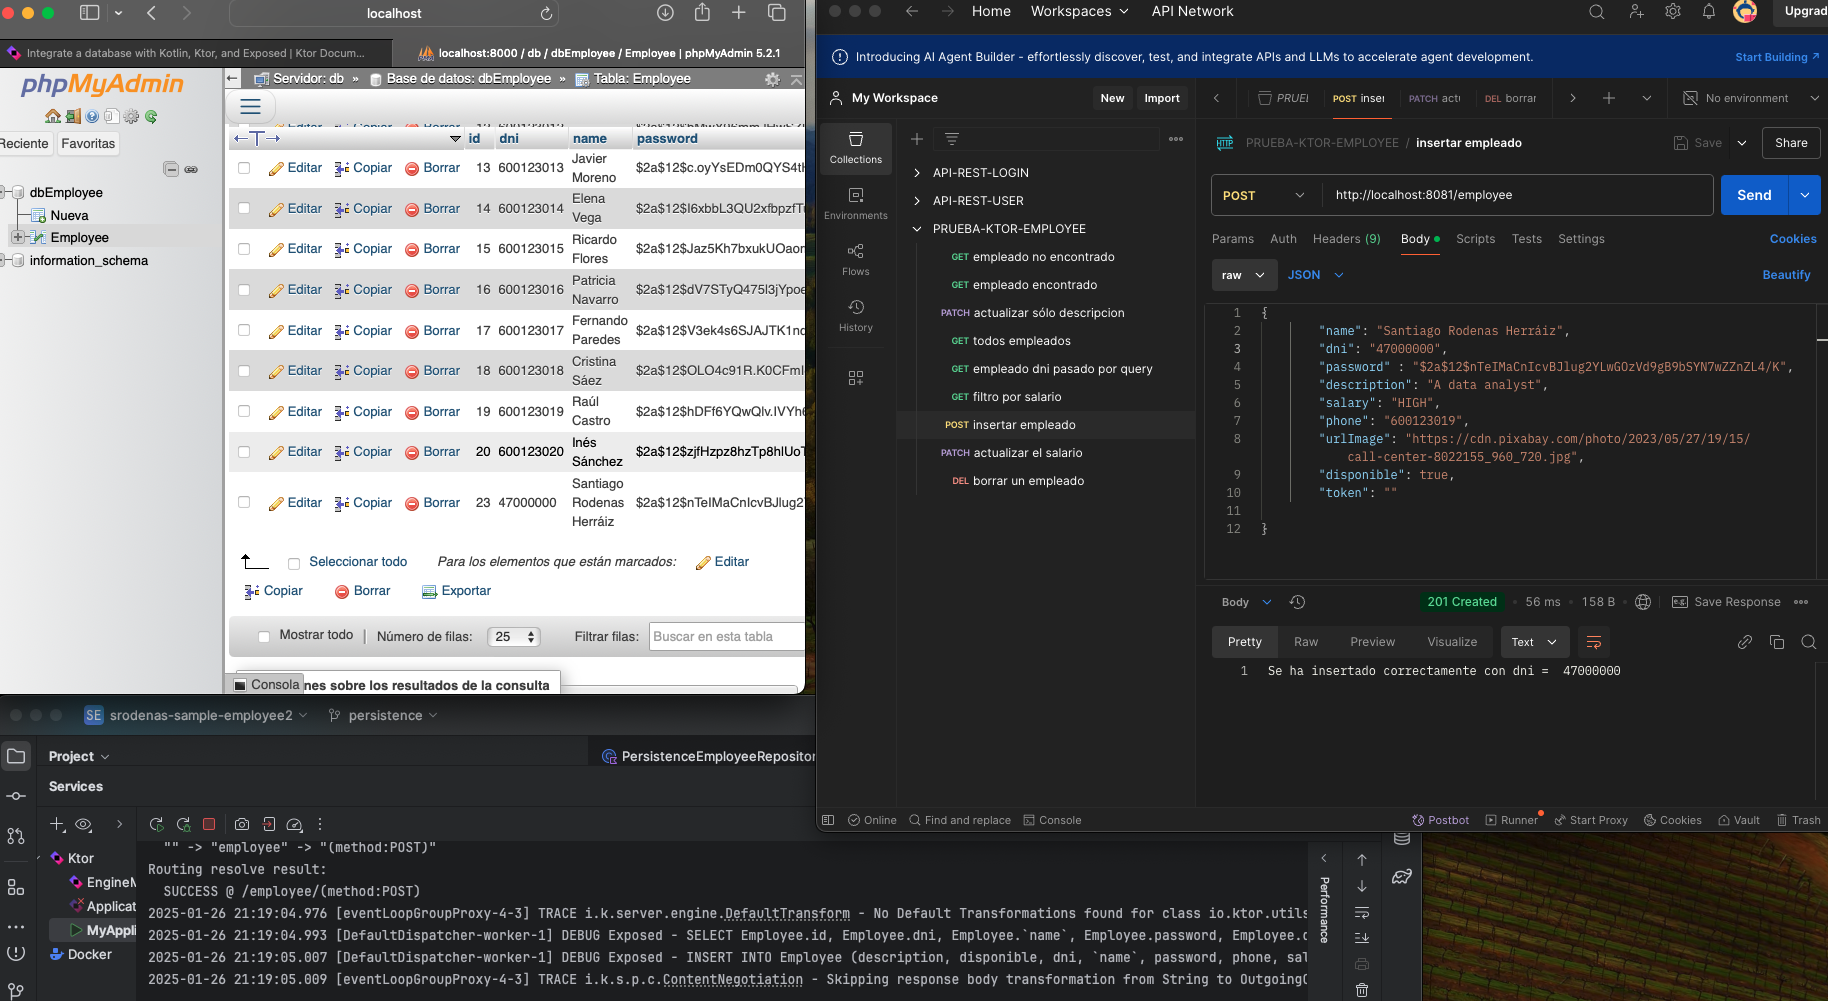 localhost
Integrate a database with Kotlin, Ktor, and Exposed | Ktor Docum...
localhost:8000 / db / dbEmployee / Employee | phpMyAdmin 5.2.1
phpMyAdmin
Reciente
Favoritas
dbEmployee
Nueva
Employee
information_schema
Servidor: db » Base de datos: dbEmployee » Tabla: Employee
id dni name password
Editar Copiar Borrar 13 600123013 Javier Moreno $2a$12$c.oyYsEDm0QYS4t
Editar Copiar Borrar 14 600123014 Elena Vega $2a$12$I6xbbL3QU2xfbpzfT
Editar Copiar Borrar 15 600123015 Ricardo Flores $2a$12$Jaz5Kh7bxukUOaor
Editar Copiar Borrar 16 600123016 Patricia Navarro $2a$12$dV7STyQ475l3jYpoe
Editar Copiar Borrar 17 600123017 Fernando Paredes $2a$12$V3ek4s6SJAJTK1nc
Editar Copiar Borrar 18 600123018 Cristina Sáez $2a$12$OLO4c91R.K0CFmI
Editar Copiar Borrar 19 600123019 Raúl Castro $2a$12$hDFf6YQwQlv.IVYh6
Editar Copiar Borrar 20 600123020 Inés Sánchez $2a$12$zjfHzpz8hzTp8hlUoT
Editar Copiar Borrar 23 47000000 Santiago Rodenas Herráiz $2a$12$nTeIMaCnIcvBJlug2
Seleccionar todo Para los elementos que están marcados: Editar
Copiar Borrar Exportar
Mostrar todo | Número de filas: 25 Filtrar filas: Buscar en esta tabla
Consola
nes sobre los resultados de la consulta
Home Workspaces API Network
Upgrad
Introducing AI Agent Builder - effortlessly discover, test, and integrate APIs and LLMs to accelerate agent development.
Start Building
My Workspace New Import
PRUEI POST inser PATCH actu DEL borrar
No environment
Collections
Environments
Flows
History
API-REST-LOGIN
API-REST-USER
PRUEBA-KTOR-EMPLOYEE
GET empleado no encontrado
GET empleado encontrado
PATCH actualizar sólo descripcion
GET todos empleados
GET empleado dni pasado por query
GET filtro por salario
POST insertar empleado
PATCH actualizar el salario
DEL borrar un empleado
HTTP PRUEBA-KTOR-EMPLOYEE / insertar empleado
Save Share
POST http://localhost:8081/employee Send
Params Auth Headers (9) Body Scripts Tests Settings Cookies
raw JSON Beautify
1 {
2 "name": "Santiago Rodenas Herráiz",
3 "dni": "47000000",
4 "password" : "$2a$12$nTeIMaCnIcvBJlug2YLwGOzVd9gB9bSYN7wZZnZL4/K",
5 "description": "A data analyst",
6 "salary": "HIGH",
7 "phone": "600123019",
8 "urlImage": "https://cdn.pixabay.com/photo/2023/05/27/19/15/
call-center-8022155_960_720.jpg",
9 "disponible": true,
10 "token": ""
11
12 }
Body 201 Created 56 ms 158 B Save Response
Pretty Raw Preview Visualize Text
1 Se ha insertado correctamente con dni = 47000000
Online Find and replace Console
Postbot Runner Start Proxy Cookies Vault Trash
SE srodenas-sample-employee2 persistence
Project
PersistenceEmployeeRepositor
Services
Ktor
EngineM
Applicat
MyAppli
Docker
"" -> "employee" -> "(method:POST)"
Routing resolve result:
SUCCESS @ /employee/(method:POST)
2025-01-26 21:19:04.976 [eventLoopGroupProxy-4-3] TRACE i.k.server.engine.DefaultTransform - No Default Transformations found for class io.ktor.utils
2025-01-26 21:19:04.993 [DefaultDispatcher-worker-1] DEBUG Exposed - SELECT Employee.id, Employee.dni, Employee.`name`, Employee.password, Employee.d
2025-01-26 21:19:05.007 [DefaultDispatcher-worker-1] DEBUG Exposed - INSERT INTO Employee (description, disponible, dni, `name`, password, phone, sal
2025-01-26 21:19:05.009 [eventLoopGroupProxy-4-3] TRACE i.k.s.p.c.ContentNegotiation - Skipping response body transformation from String to Outgoing
Performance